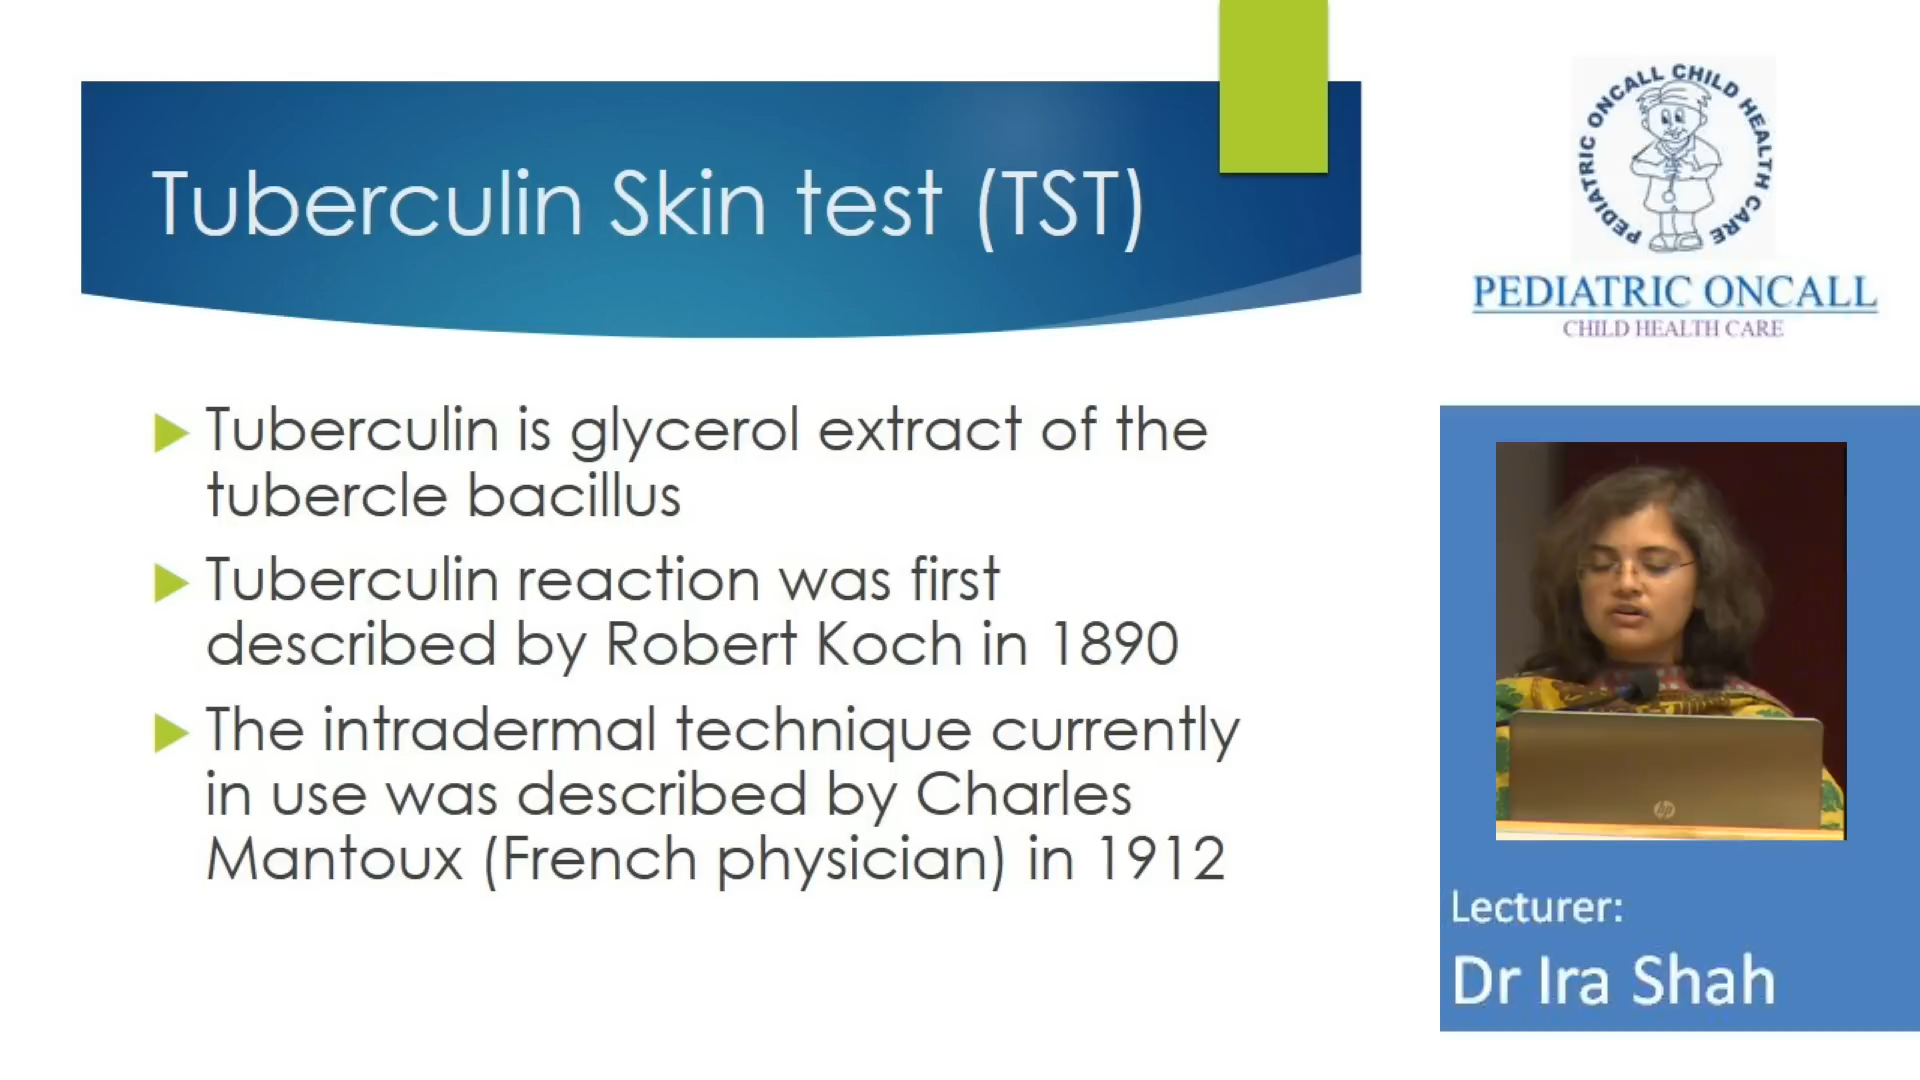 Tuberculin Skin test (TST)
Tuberculin is glycerol extract of the
tubercle bacillus
Tuberculin reaction was first
described by Robert Koch in 1890
The intradermal technique currently
in use was described by Charles
Mantoux (French physician) in 1912
PEDIATRIC ONCALL CHILD HEALTH CARE
PEDIATRIC ONCALL
CHILD HEALTH CARE
hp
Lecturer:
Dr Ira Shah